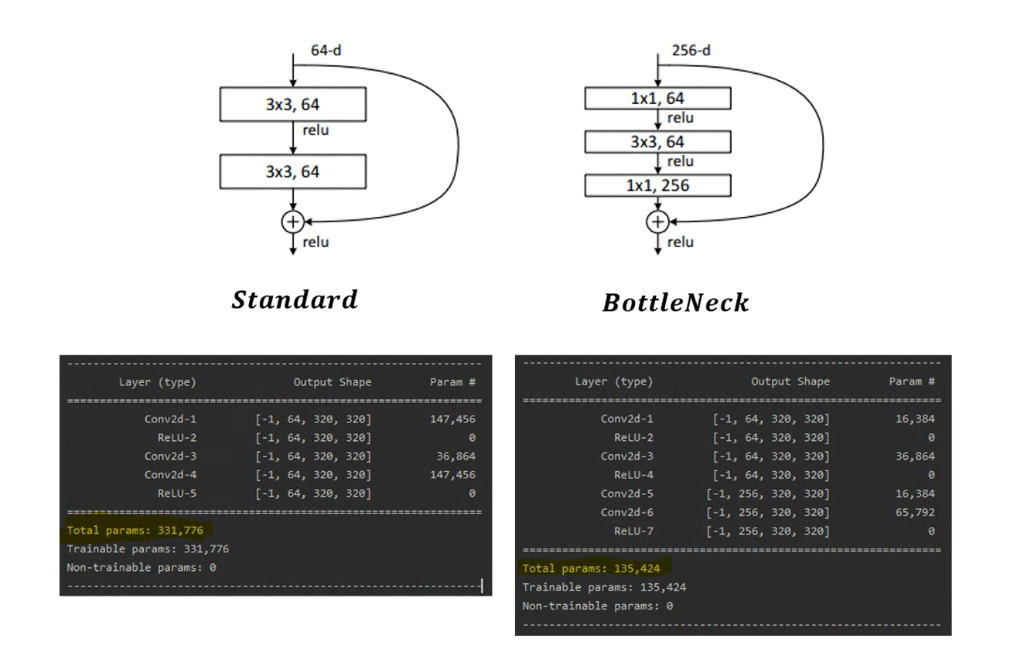 64-d
3x3, 64
relu
3x3, 64
+
relu
Standard
256-d
1x1, 64
relu
3x3, 64
relu
1x1, 256
+
relu
BottleNeck
----------------------------------------------------------------
Layer (type) Output Shape Param #
================================================================
Conv2d-1 [-1, 64, 320, 320] 147,456
ReLU-2 [-1, 64, 320, 320] 0
Conv2d-3 [-1, 64, 320, 320] 36,864
Conv2d-4 [-1, 64, 320, 320] 147,456
ReLU-5 [-1, 64, 320, 320] 0
================================================================
Total params: 331,776
Trainable params: 331,776
Non-trainable params: 0
----------------------------------------------------------------
----------------------------------------------------------------
Layer (type) Output Shape Param #
================================================================
Conv2d-1 [-1, 64, 320, 320] 16,384
ReLU-2 [-1, 64, 320, 320] 0
Conv2d-3 [-1, 64, 320, 320] 36,864
ReLU-4 [-1, 64, 320, 320] 0
Conv2d-5 [-1, 256, 320, 320] 16,384
Conv2d-6 [-1, 256, 320, 320] 65,792
ReLU-7 [-1, 256, 320, 320] 0
================================================================
Total params: 135,424
Trainable params: 135,424
Non-trainable params: 0
----------------------------------------------------------------